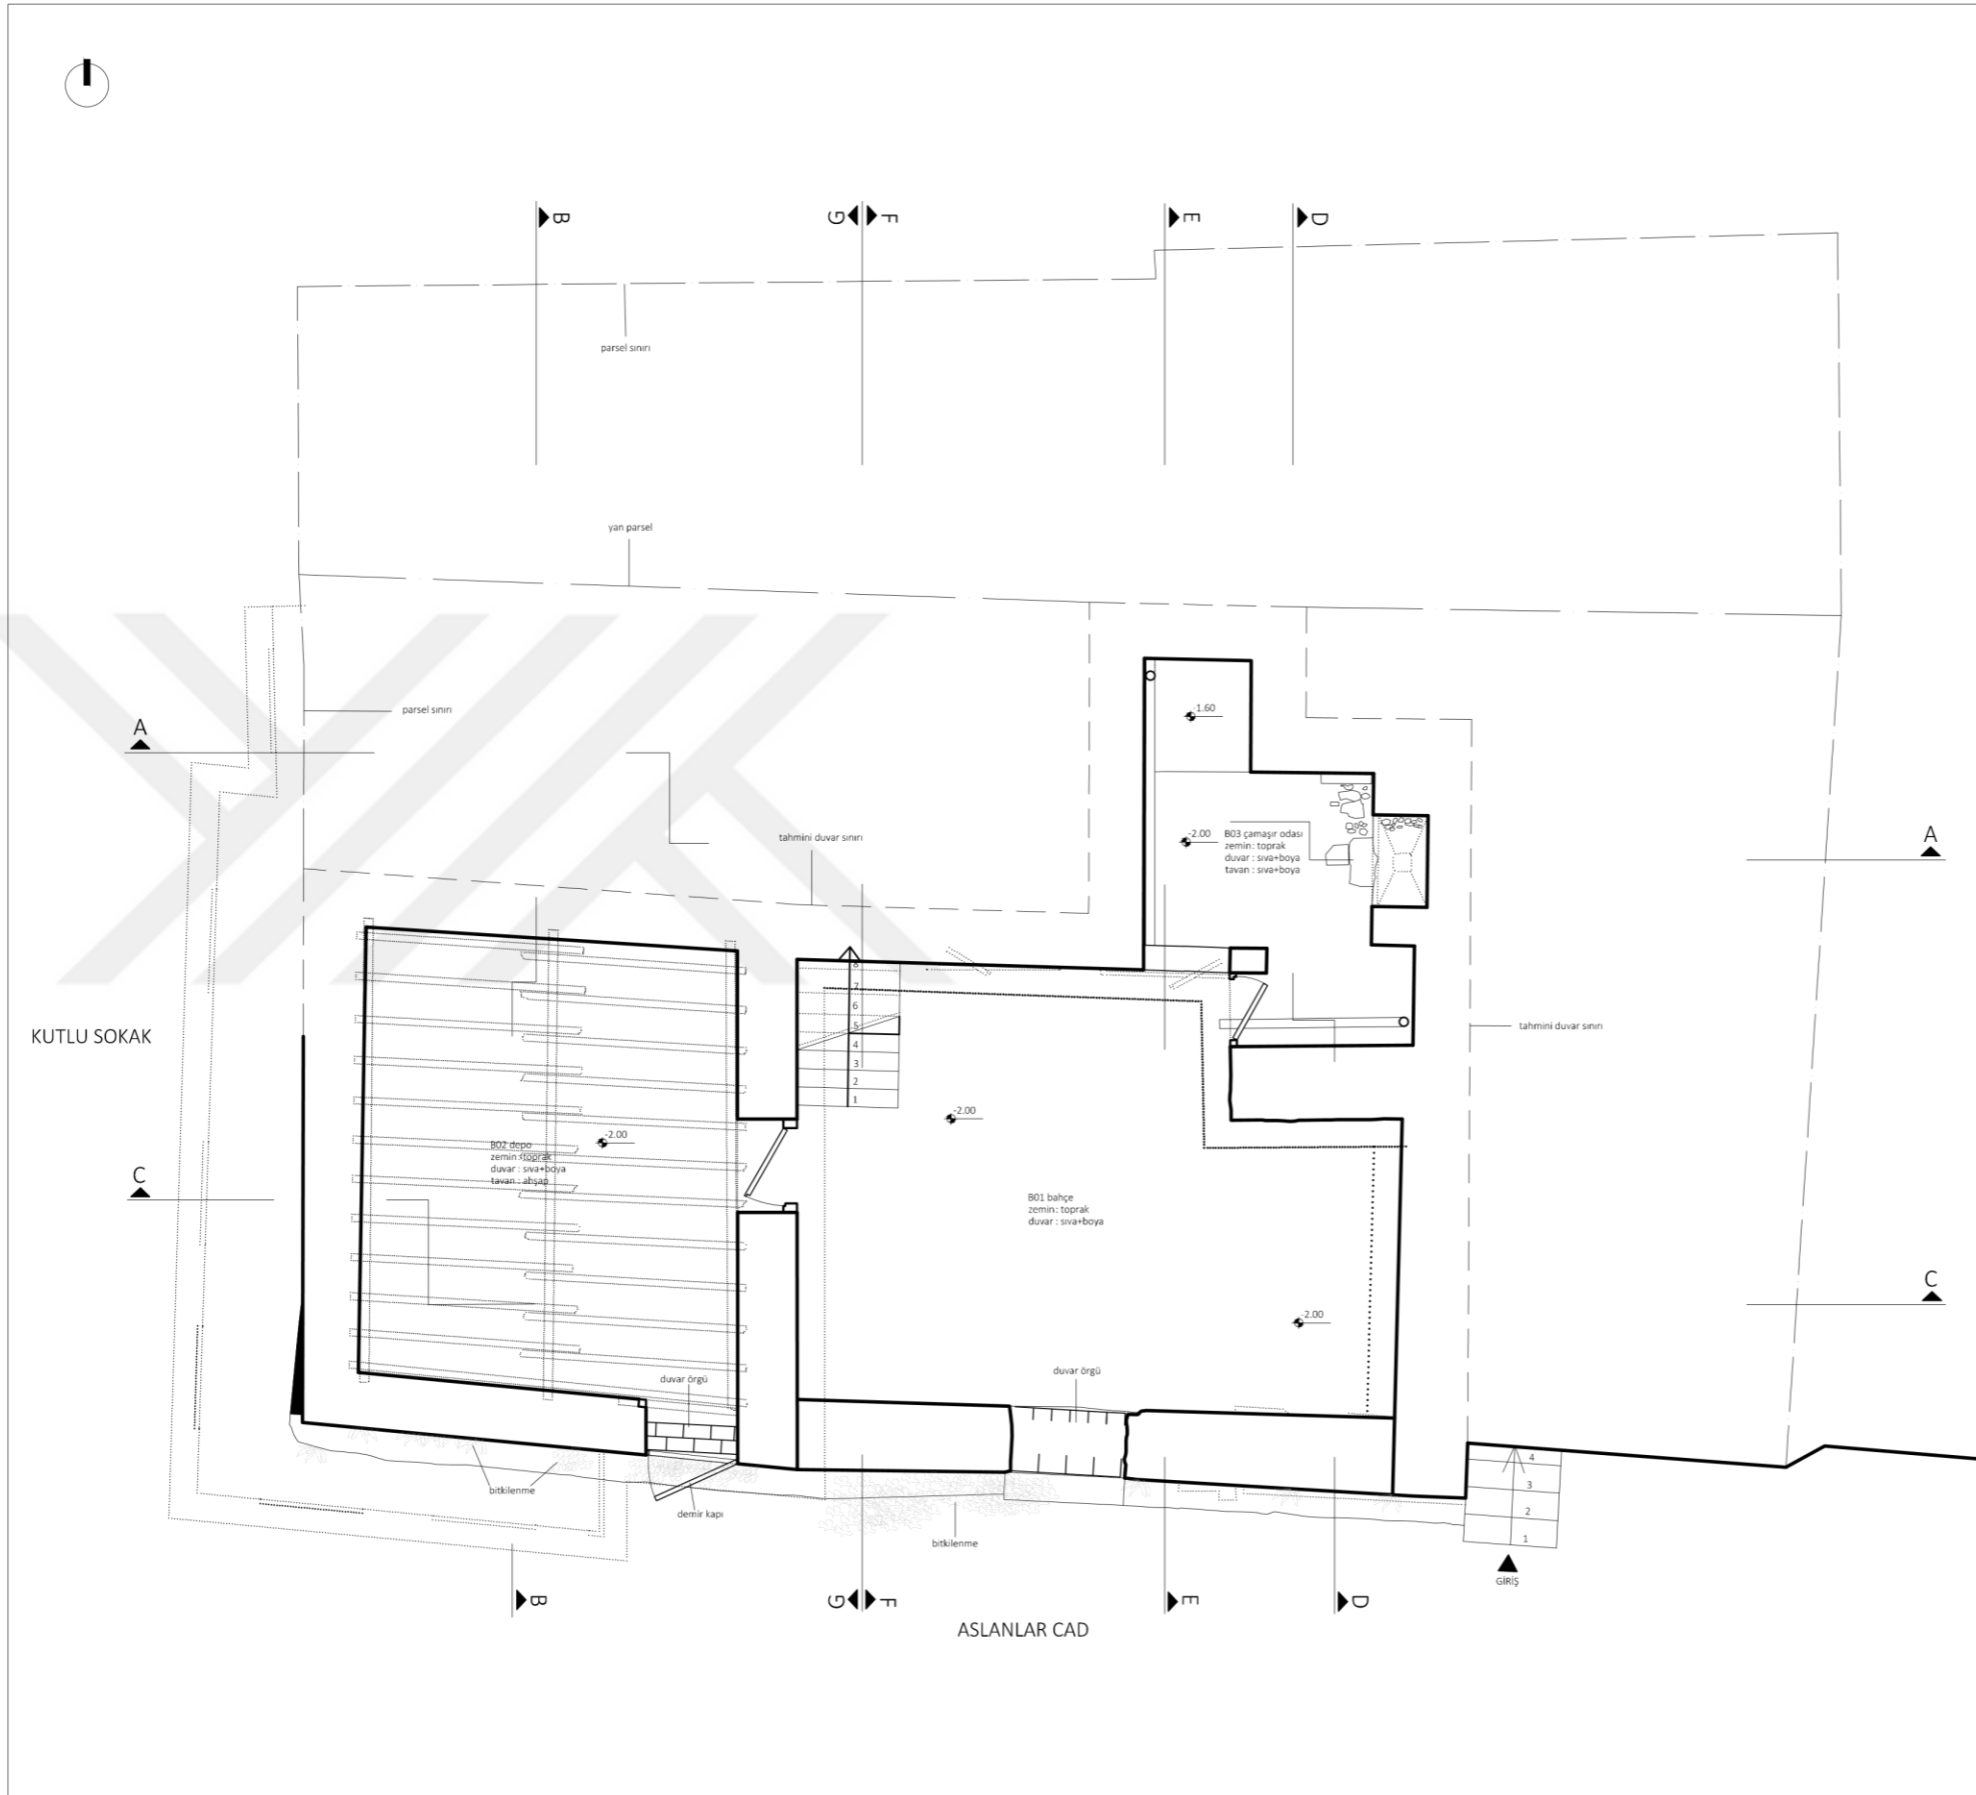 B
G
F
E
D
parsel sınırı
yan parsel
parsel sınırı
-1.60
A
tahmini duvar sınırı
-2.00
B03 çamaşır odası
zemin: toprak
duvar : sıva+boya
tavan : sıva+boya
A
8
7
6
5
4
3
2
1
KUTLU SOKAK
tahmini duvar sınırı
-2.00
-2.00
B02 depo
zemin:toprak
duvar : sıva+boya
tavan : ahşap
C
B01 bahçe
zemin: toprak
duvar : sıva+boya
C
-2.00
duvar örgü
duvar örgü
bitkilenme
demir kapı
bitkilenme
4
3
2
1
GİRİŞ
B
G
F
E
D
ASLANLAR CAD